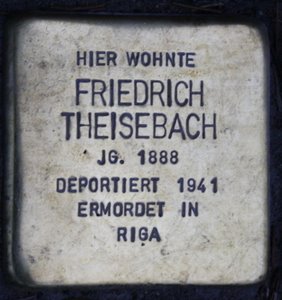 HIER WOHNTE
FRIEDRICH
THEISEBACH
JG. 1888
DEPORTIERT 1941
ERMORDET IN
RIGA